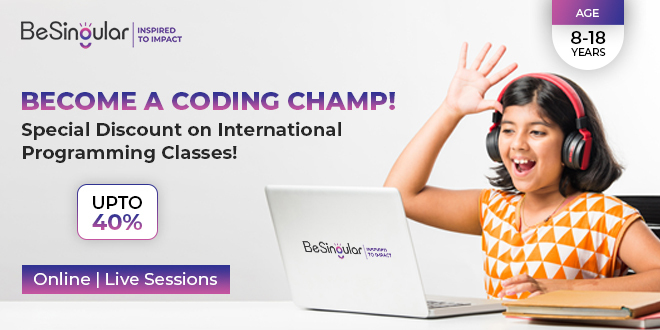 BeSingular
INSPIRED
TO IMPACT
AGE
8-18
YEARS
BECOME A CODING CHAMP!
Special Discount on International
Programming Classes!
UPTO
40%
BeSingular
INSPIRED
TO IMPACT
Online | Live Sessions